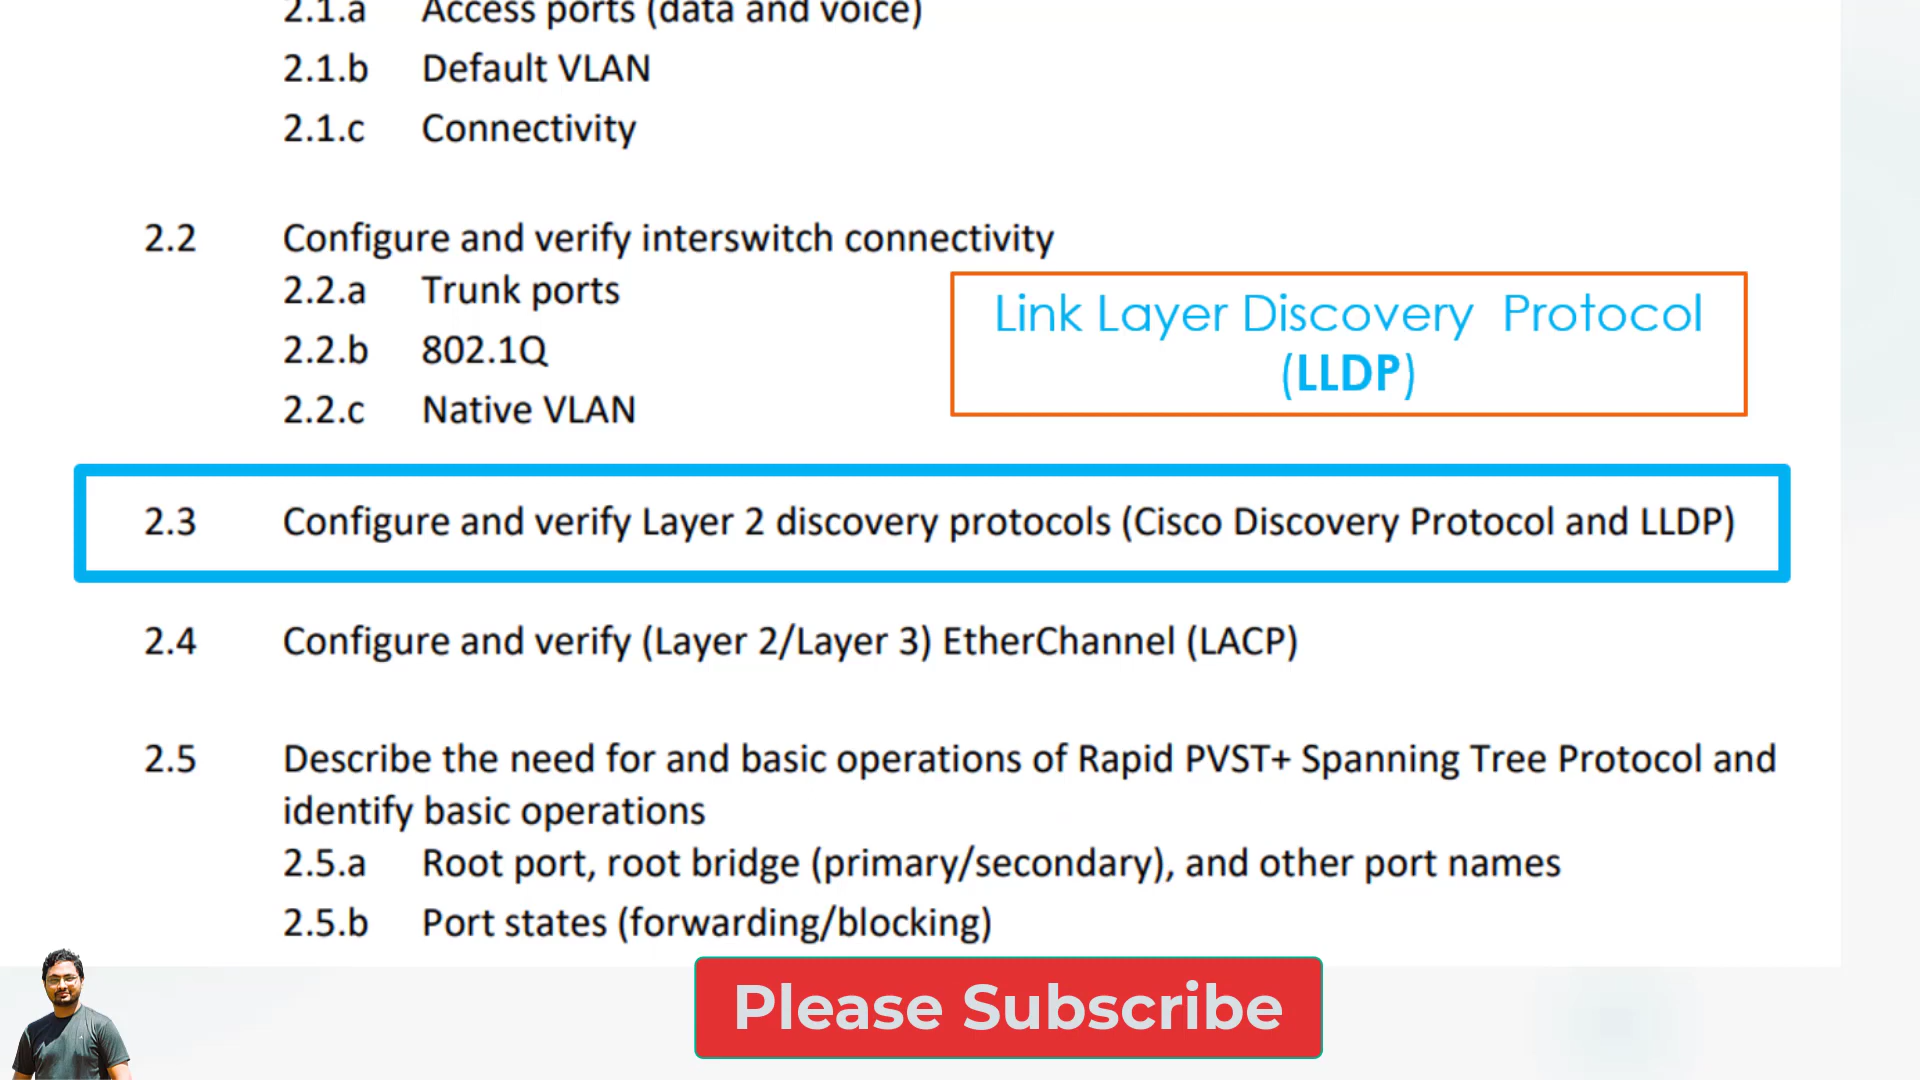 2.1.a Access ports (data and voice)
2.1.b Default VLAN
2.1.c Connectivity
2.2 Configure and verify interswitch connectivity
2.2.a Trunk ports
2.2.b 802.1Q
2.2.c Native VLAN
Link Layer Discovery Protocol
(LLDP)
2.3 Configure and verify Layer 2 discovery protocols (Cisco Discovery Protocol and LLDP)
2.4 Configure and verify (Layer 2/Layer 3) EtherChannel (LACP)
2.5 Describe the need for and basic operations of Rapid PVST+ Spanning Tree Protocol and
identify basic operations
2.5.a Root port, root bridge (primary/secondary), and other port names
2.5.b Port states (forwarding/blocking)
Please Subscribe